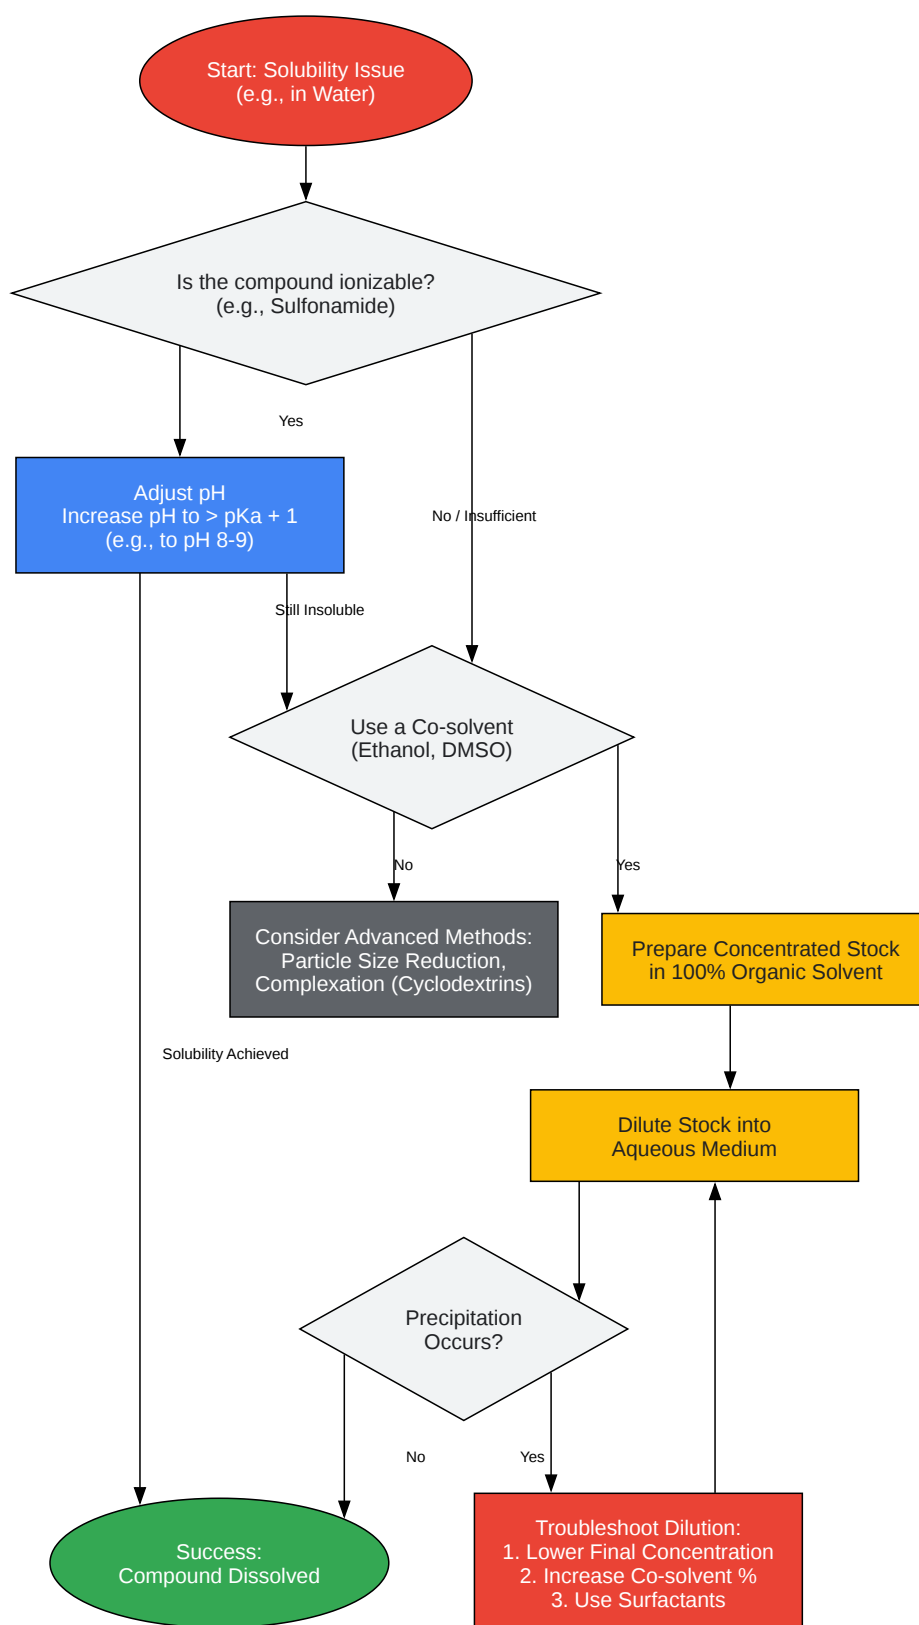 Start: Solubility Issue
(e.g., in Water)
Is the compound ionizable?
(e.g., Sulfonamide)
Yes
Adjust pH
Increase pH to > pKa + 1
(e.g., to pH 8-9)
No / Insufficient
Still Insoluble
Use a Co-solvent
(Ethanol, DMSO)
No
Yes
Consider Advanced Methods:
Particle Size Reduction,
Complexation (Cyclodextrins)
Prepare Concentrated Stock
in 100% Organic Solvent
Solubility Achieved
Dilute Stock into
Aqueous Medium
Precipitation
Occurs?
No
Yes
Success:
Compound Dissolved
Troubleshoot Dilution:
1. Lower Final Concentration
2. Increase Co-solvent %
3. Use Surfactants